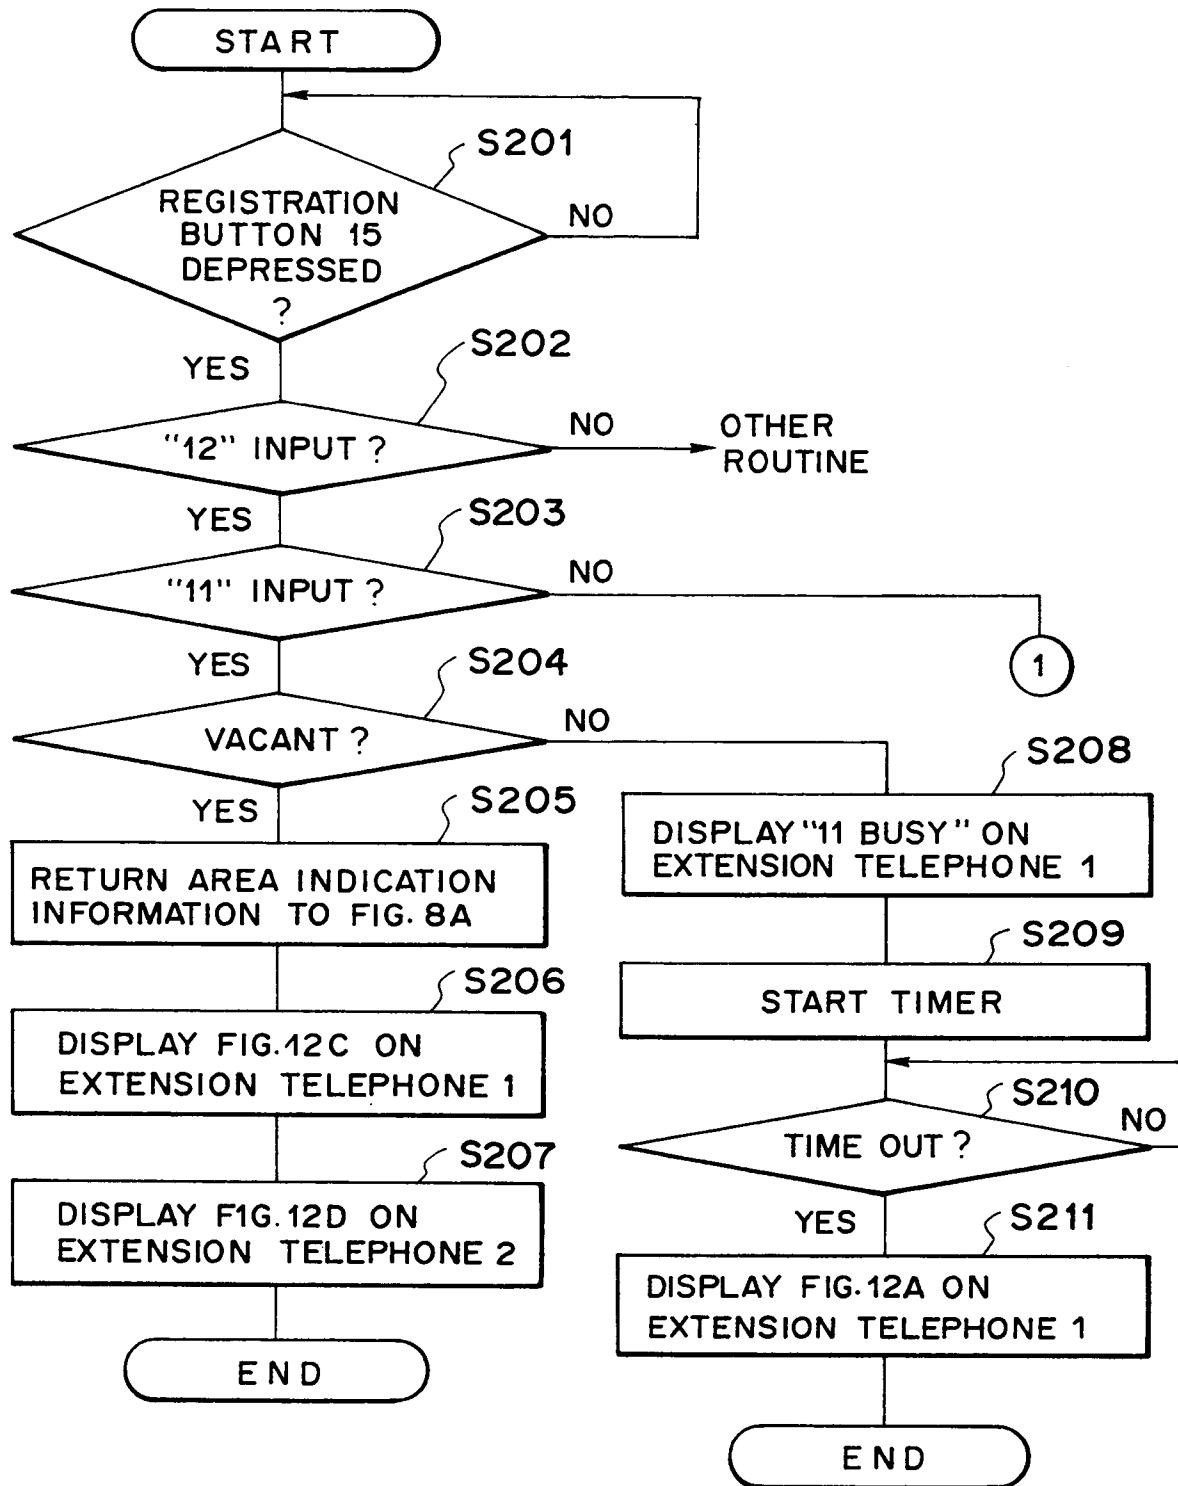 START
S201
REGISTRATION
BUTTON 15
DEPRESSED
?
NO
YES
S202
"12" INPUT ?
NO
OTHER
ROUTINE
YES
S203
"11" INPUT ?
NO
1
YES
S204
VACANT ?
NO
YES
S205
RETURN AREA INDICATION
INFORMATION TO FIG. 8A
S206
DISPLAY FIG.12C ON
EXTENSION TELEPHONE 1
S207
DISPLAY FIG.12D ON
EXTENSION TELEPHONE 2
END
S208
DISPLAY "11 BUSY" ON
EXTENSION TELEPHONE 1
S209
START TIMER
S210
TIME OUT ?
NO
YES
S211
DISPLAY FIG.12A ON
EXTENSION TELEPHONE 1
END